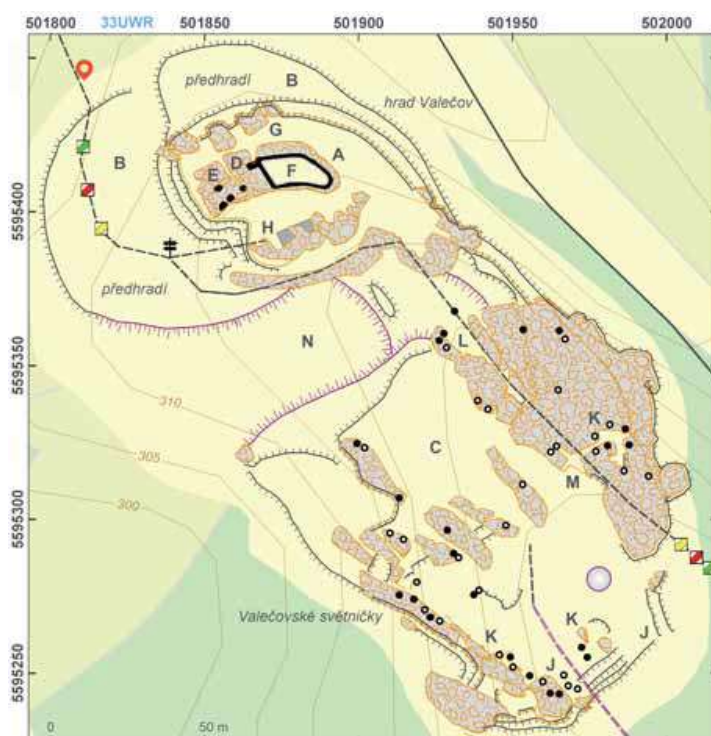 501800 33UWR 501850 501900 501950 502000
předhradí B
hrad Valečov
G
B D A
F
E
5595400
H
předhradí
N L
5595350
310
K
C
305
M
5595300
300
Valečovské světničky
K
K J
J
5595250
0 50 m